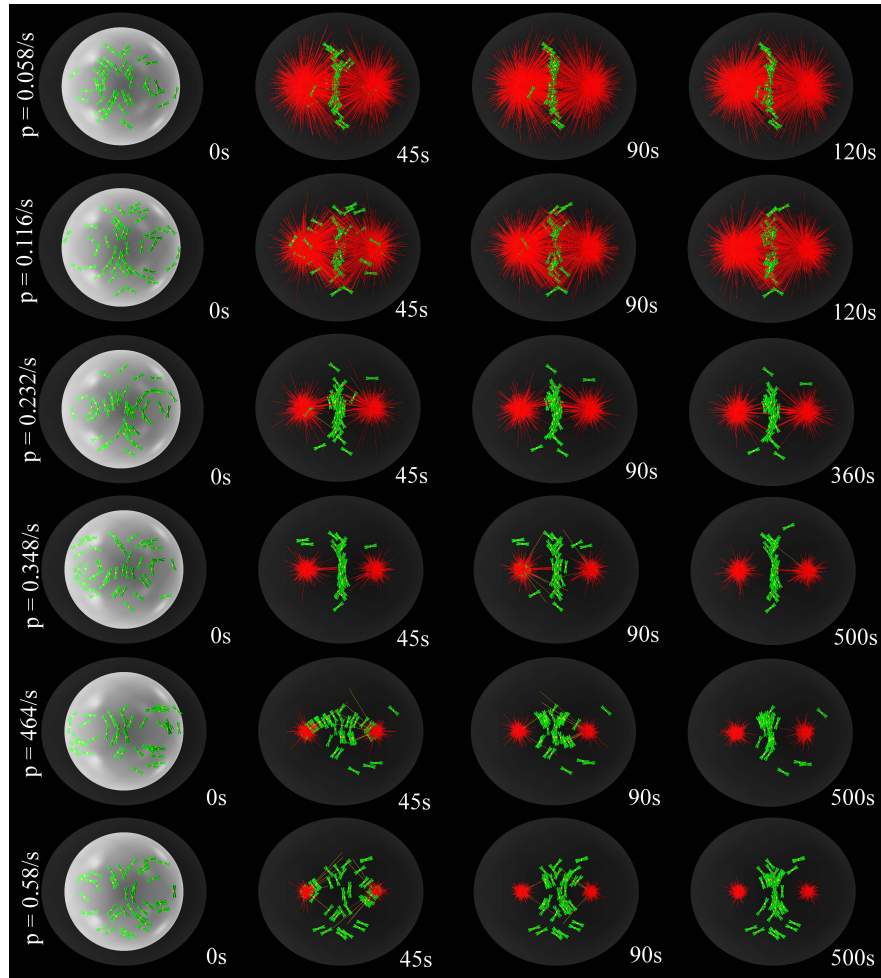 p = 0.058/s
0s
45s
90s
120s
p = 0.116/s
0s
45s
90s
120s
p = 0.232/s
0s
45s
90s
360s
p = 0.348/s
0s
45s
90s
500s
p = 464/s
0s
45s
90s
500s
p = 0.58/s
0s
45s
90s
500s